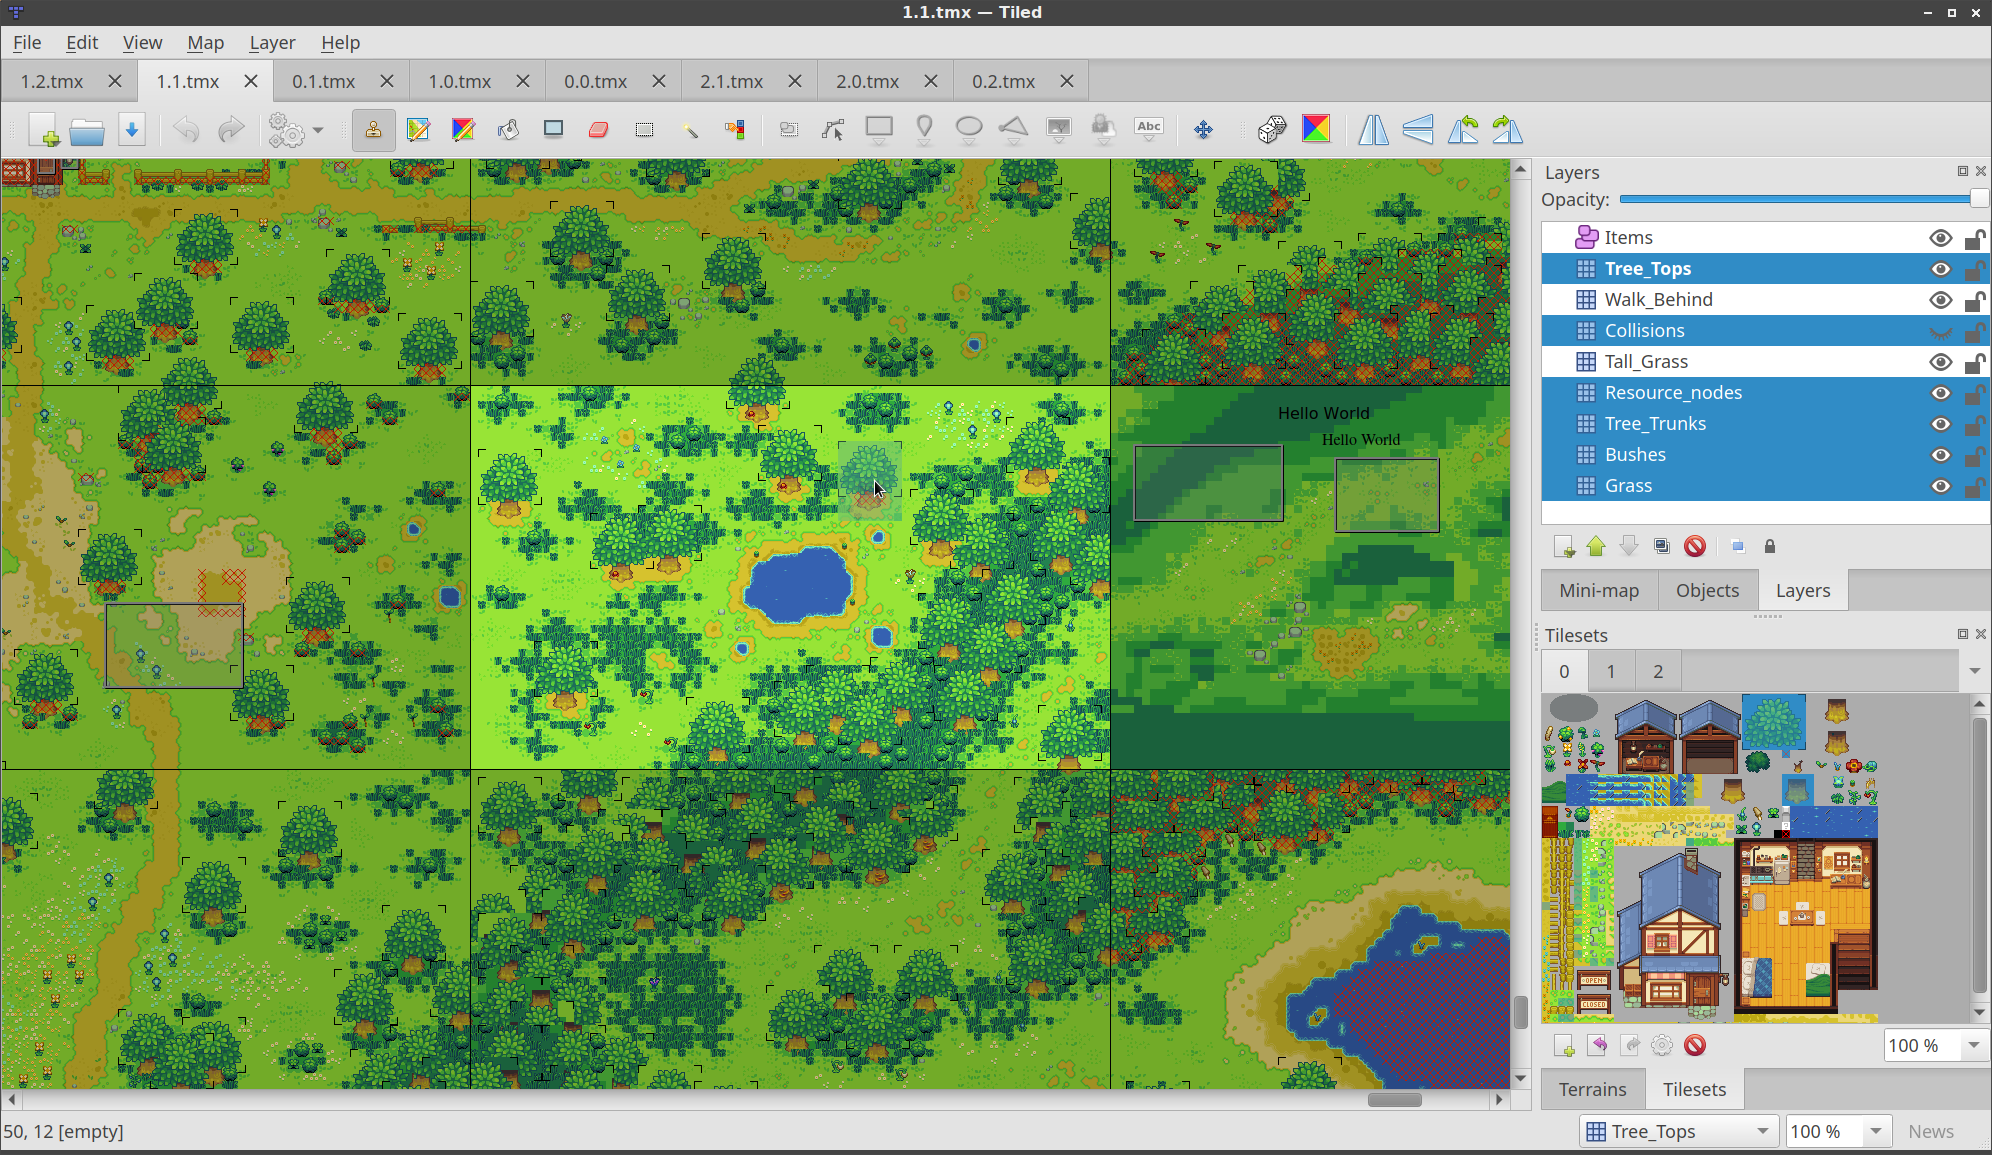 1.1.tmx — Tiled
File Edit View Map Layer Help
1.2.tmx 1.1.tmx 0.1.tmx 1.0.tmx 0.0.tmx 2.1.tmx 2.0.tmx 0.2.tmx
Abc
Layers
Opacity:
Items
Tree_Tops
Walk_Behind
Collisions
Tall_Grass
Resource_nodes
Tree_Trunks
Bushes
Grass
Mini-map Objects Layers
Hello World
Hello World
Tilesets
0 1 2
OPEN
CLOSED
100 %
Terrains Tilesets
50, 12 [empty]
Tree_Tops 100 % News